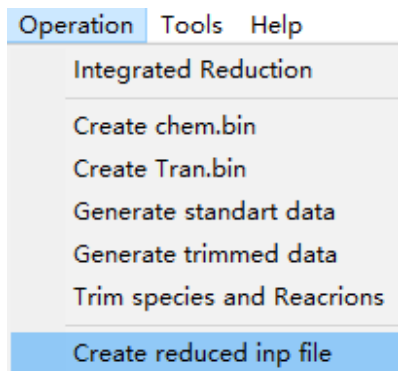 Operation Tools Help
Integrated Reduction
Create chem.bin
Create Tran.bin
Generate standart data
Generate trimmed data
Trim species and Reacrions
Create reduced inp file